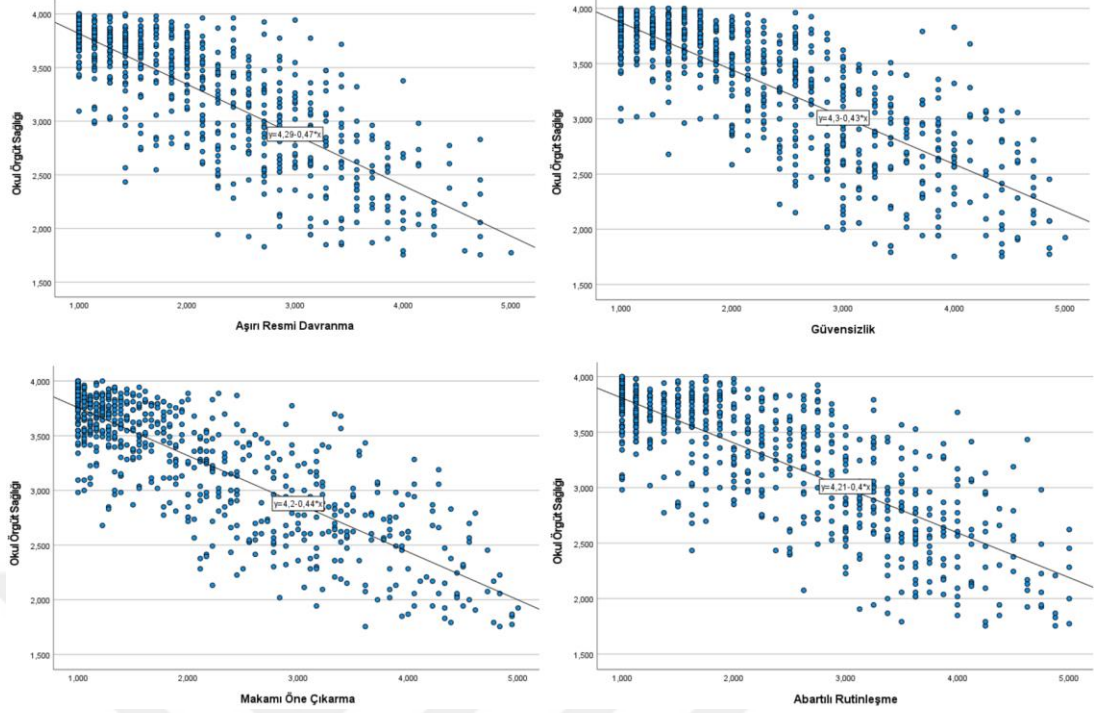 4,000
3,500
3,000
2,500
2,000
1,500
Okul Örgüt Sağlığı
y=4,29-0,47*x
1,000 2,000 3,000 4,000 5,000
Aşırı Resmi Davranma
4,000
3,500
3,000
2,500
2,000
1,500
Okul Örgüt Sağlığı
y=4,3-0,43*x
1,000 2,000 3,000 4,000 5,000
Güvensizlik
4,000
3,500
3,000
2,500
2,000
1,500
Okul Örgüt Sağlığı
y=4,2-0,44*x
1,000 2,000 3,000 4,000 5,000
Makamı Öne Çıkarma
4,000
3,500
3,000
2,500
2,000
1,500
Okul Örgüt Sağlığı
y=4,21-0,4*x
1,000 2,000 3,000 4,000 5,000
Abartılı Rutinleşme